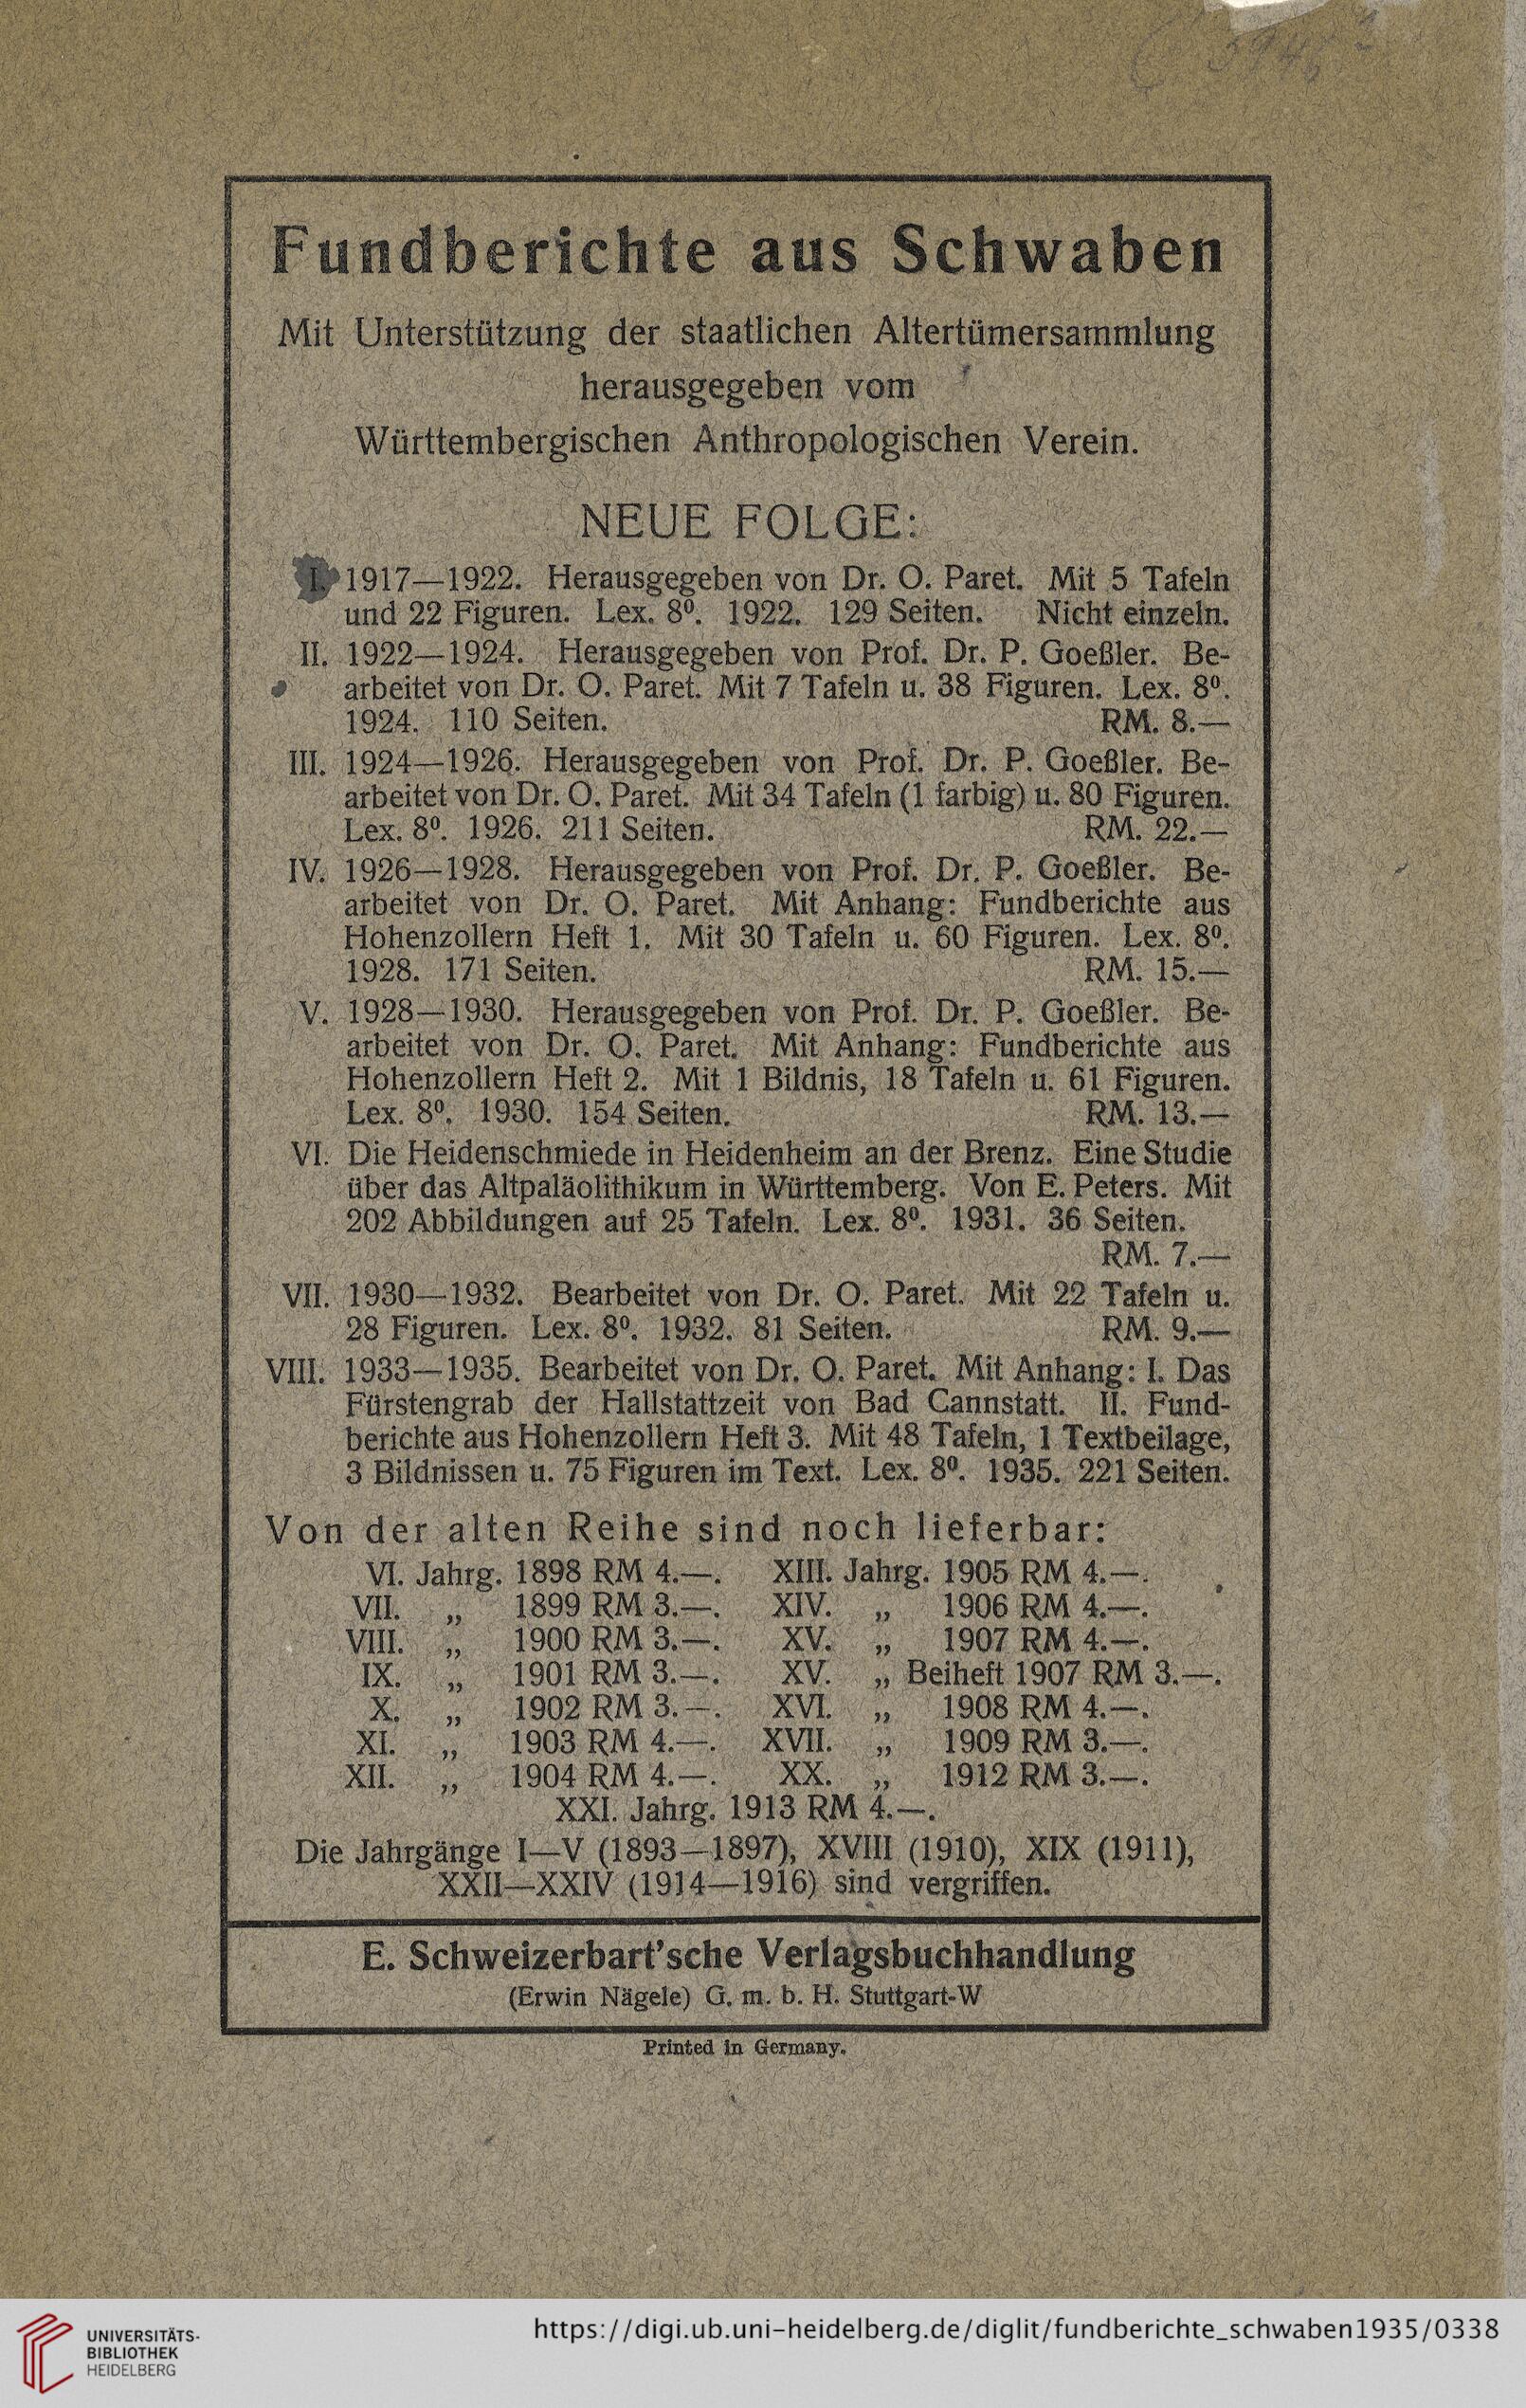 Fundberichte aus Schwaben
Mit Unterstützung der staatlichen Altertümersammlung
herausgegeben vom
Württembergischen Anthropologischen Verein.
NEUE FOLGE:
I. 1917—1922. Herausgegeben von Dr. O. Paret. Mit 5 Tafeln
und 22 Figuren. Lex. 8⁰. 1922. 129 Seiten. Nicht einzeln.
II. 1922—1924. Herausgegeben von Prof. Dr. P. Goeßler. Be-
arbeitet von Dr. O. Paret. Mit 7 Tafeln u. 38 Figuren. Lex. 8⁰.
1924. 110 Seiten. RM. 8.—
III. 1924—1926. Herausgegeben von Prof. Dr. P. Goeßler. Be-
arbeitet von Dr. O. Paret. Mit 34 Tafeln (1 farbig) u. 80 Figuren.
Lex. 8⁰. 1926. 211 Seiten. RM. 22.—
IV. 1926—1928. Herausgegeben von Prof. Dr. P. Goeßler. Be-
arbeitet von Dr. O. Paret. Mit Anhang: Fundberichte aus
Hohenzollern Heft 1. Mit 30 Tafeln u. 60 Figuren. Lex. 8⁰.
1928. 171 Seiten. RM. 15.—
V. 1928—1930. Herausgegeben von Prof. Dr. P. Goeßler. Be-
arbeitet von Dr. O. Paret. Mit Anhang: Fundberichte aus
Hohenzollern Heft 2. Mit 1 Bildnis, 18 Tafeln u. 61 Figuren.
Lex. 8⁰. 1930. 154 Seiten. RM. 13.—
VI. Die Heidenschmiede in Heidenheim an der Brenz. Eine Studie
über das Altpaläolithikum in Württemberg. Von E. Peters. Mit
202 Abbildungen auf 25 Tafeln. Lex. 8⁰. 1931. 36 Seiten.
RM. 7.—
VII. 1930—1932. Bearbeitet von Dr. O. Paret. Mit 22 Tafeln u.
28 Figuren. Lex. 8⁰. 1932. 81 Seiten. RM. 9.—
VIII. 1933—1935. Bearbeitet von Dr. O. Paret. Mit Anhang: I. Das
Fürstengrab der Hallstattzeit von Bad Cannstatt. II. Fund-
berichte aus Hohenzollern Heft 3. Mit 48 Tafeln, 1 Textbeilage,
3 Bildnissen u. 75 Figuren im Text. Lex. 8⁰. 1935. 221 Seiten.
Von der alten Reihe sind noch lieferbar:
VI. Jahrg. 1898 RM 4.—. XIII. Jahrg. 1905 RM 4.—.
VII. „ 1899 RM 3.—. XIV. „ 1906 RM 4.—.
VIII. „ 1900 RM 3.—. XV. „ 1907 RM 4.—.
IX. „ 1901 RM 3.—. XV. „ Beiheft 1907 RM 3.—.
X. „ 1902 RM 3.—. XVI. „ 1908 RM 4.—.
XI. „ 1903 RM 4.—. XVII. „ 1909 RM 3.—.
XII. „ 1904 RM 4.—. XX. „ 1912 RM 3.—.
XXI. Jahrg. 1913 RM 4.—.
Die Jahrgänge I—V (1893—1897), XVIII (1910), XIX (1911),
XXII—XXIV (1914—1916) sind vergriffen.
E. Schweizerbart'sche Verlagsbuchhandlung
(Erwin Nägele) G. m. b. H. Stuttgart-W
Printed in Germany.
UNIVERSITÄTS-
BIBLIOTHEK
HEIDELBERG
https://digi.ub.uni-heidelberg.de/diglit/fundberichte_schwaben1935/0338